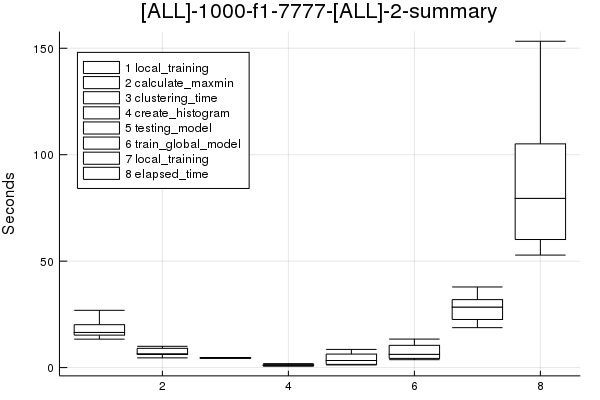 [ALL]-1000-f1-7777-[ALL]-2-summary
Seconds
150
100
50
0
1 local_training
2 calculate_maxmin
3 clustering_time
4 create_histogram
5 testing_model
6 train_global_model
7 local_training
8 elapsed_time
2 4 6 8